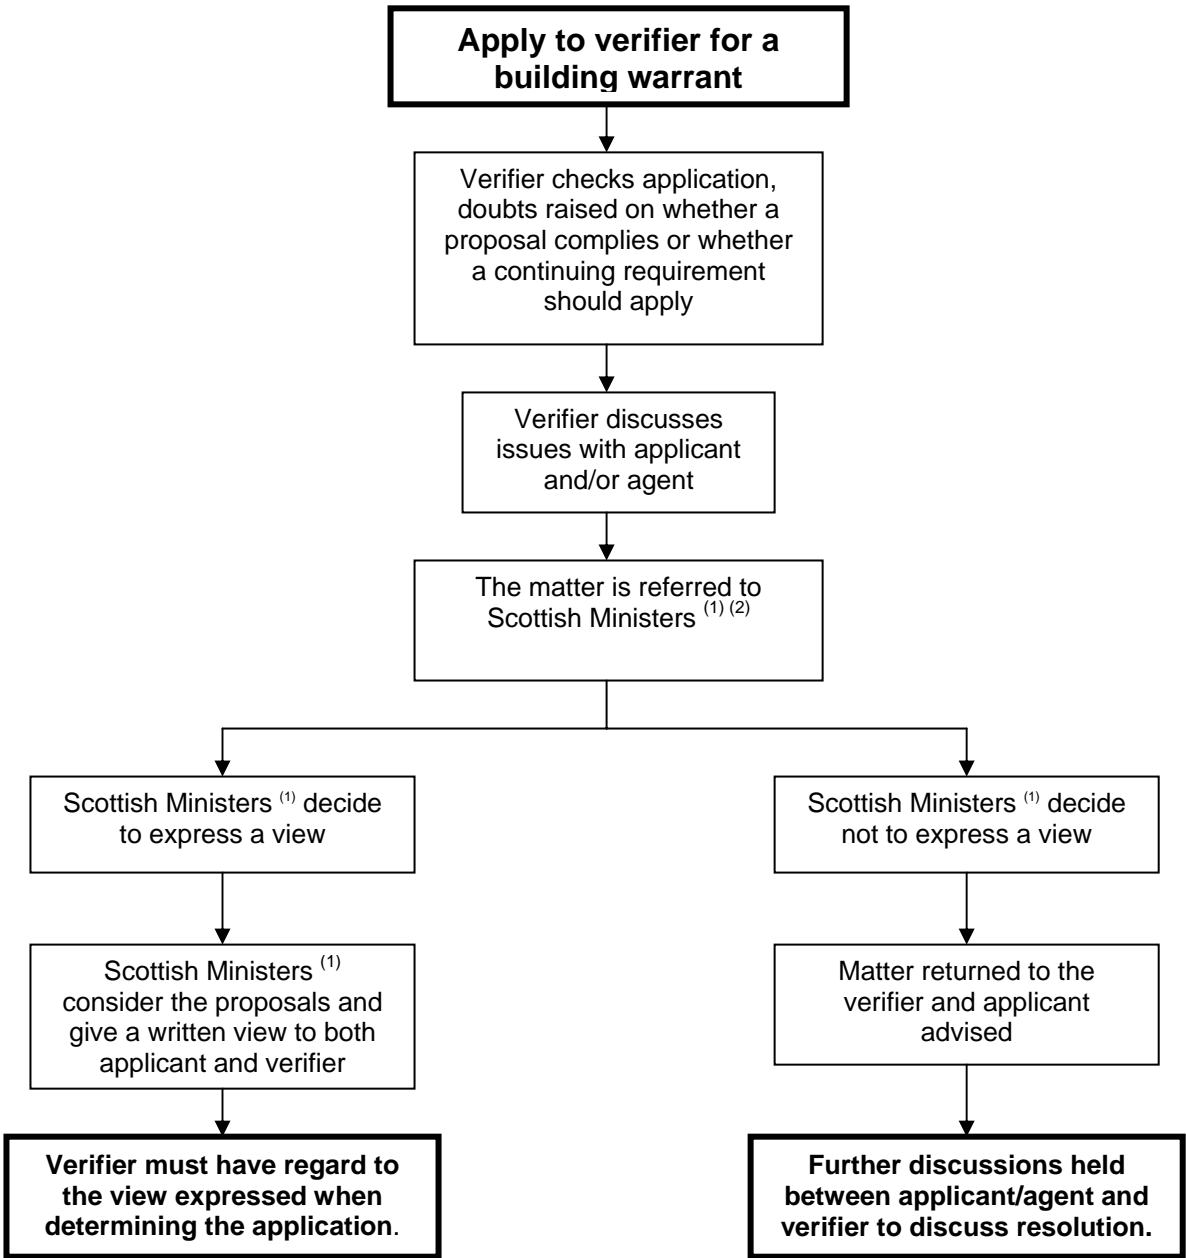 Apply to verifier for a
building warrant
Verifier checks application,
doubts raised on whether a
proposal complies or whether
a continuing requirement
should apply
Verifier discusses
issues with applicant
and/or agent
The matter is referred to
Scottish Ministers (1) (2)
Scottish Ministers (1) decide
to express a view
Scottish Ministers (1) decide
not to express a view
Scottish Ministers (1)
consider the proposals and
give a written view to both
applicant and verifier
Matter returned to the
verifier and applicant
advised
Verifier must have regard to
the view expressed when
determining the application.
Further discussions held
between applicant/agent and
verifier to discuss resolution.